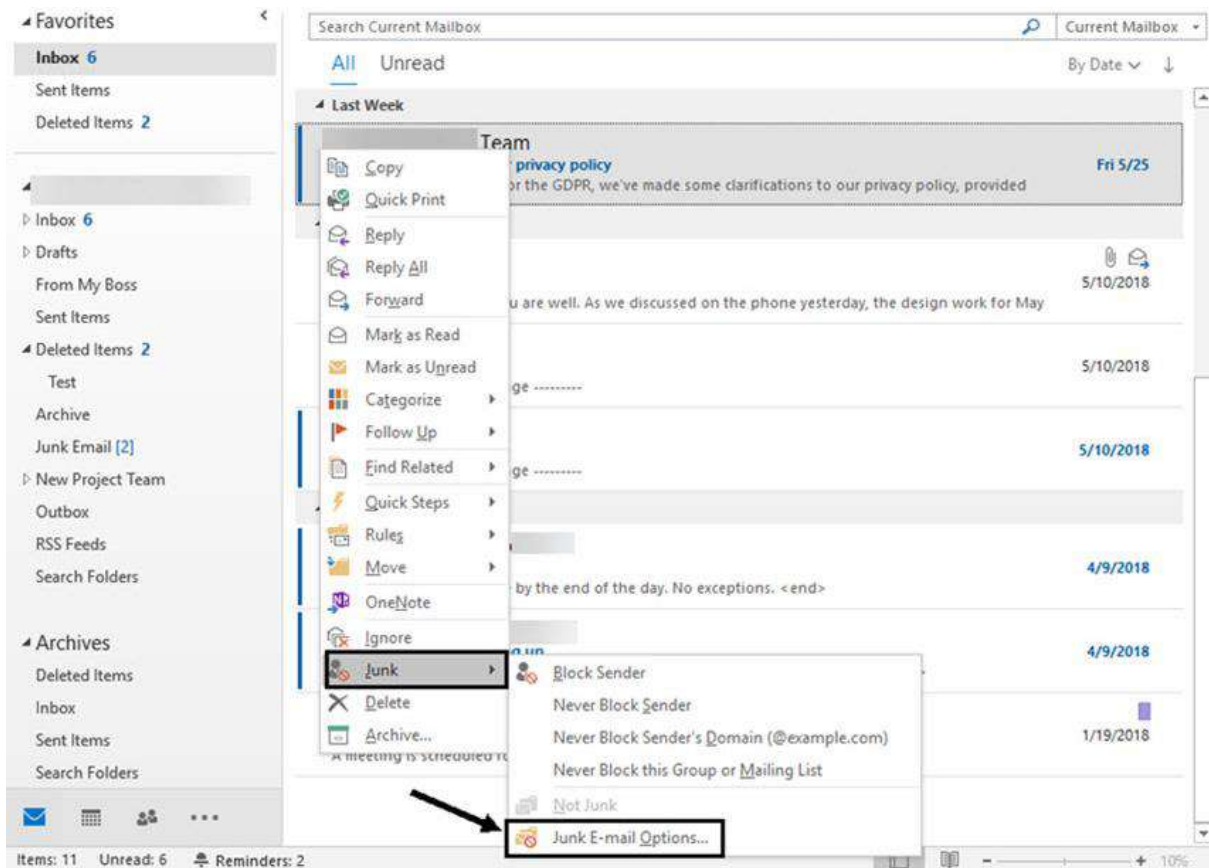 Favorites
Inbox 6
Sent Items
Deleted Items 2
Inbox 6
Drafts
From My Boss
Sent Items
Deleted Items 2
Test
Archive
Junk Email [2]
New Project Team
Outbox
RSS Feeds
Search Folders
Archives
Deleted Items
Inbox
Sent Items
Search Folders
Search Current Mailbox
Current Mailbox
All Unread
By Date
Last Week
Team
privacy policy Fri 5/25
or the GDPR, we've made some clarifications to our privacy policy, provided
5/10/2018
u are well. As we discussed on the phone yesterday, the design work for May
5/10/2018
ge ---------
5/10/2018
ge ---------
4/9/2018
by the end of the day. No exceptions. <end>
up
4/9/2018
1/19/2018
A meeting is scheduled
Copy
Quick Print
Reply
Reply All
Forward
Mark as Read
Mark as Unread
Categorize
Follow Up
Find Related
Quick Steps
Rules
Move
OneNote
Ignore
Junk
Delete
Archive...
Block Sender
Never Block Sender
Never Block Sender's Domain (@example.com)
Never Block this Group or Mailing List
Not Junk
Junk E-mail Options...
Items: 11 Unread: 6 Reminders: 2
10%